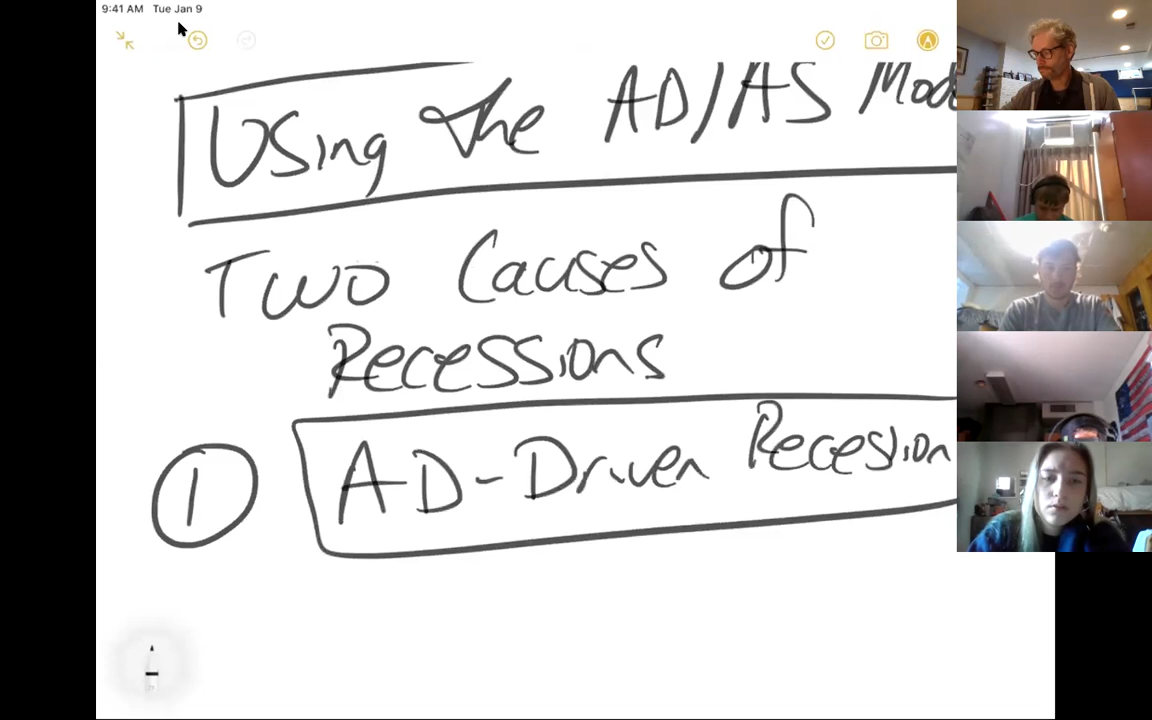 9:41 AM Tue Jan 9
Using the AD/AS Mod
Two Causes of
Recessions
1 AD-Driven Recession